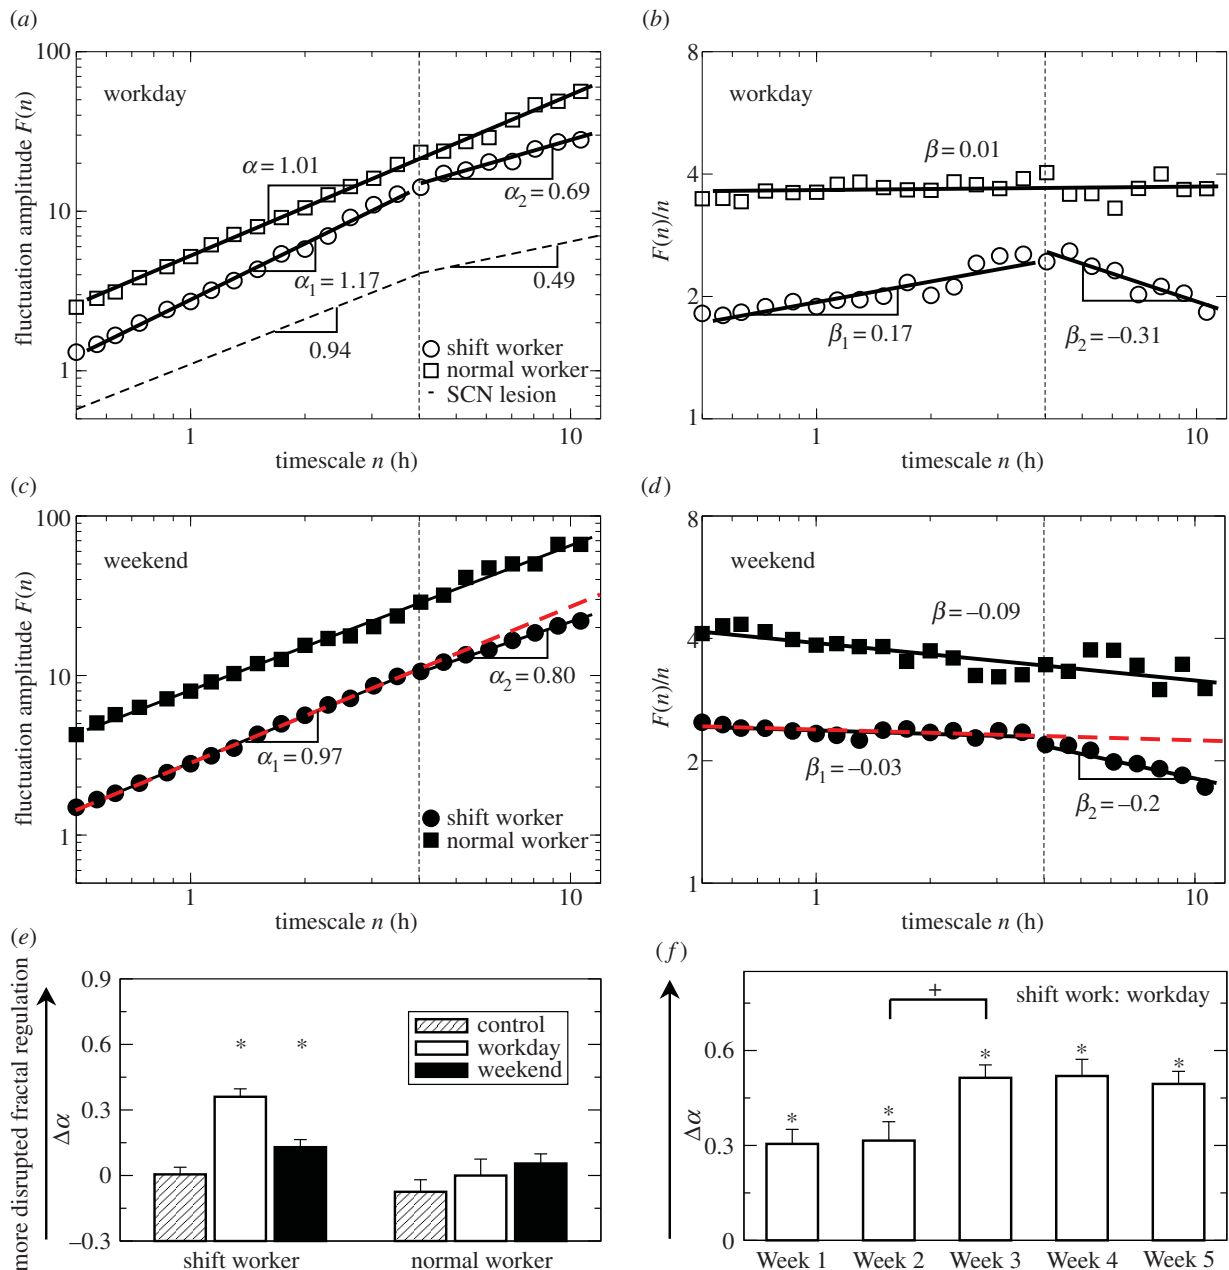 (a)
fluctuation amplitude F(n)
100
10
1
workday
α = 1.01
α₂ = 0.69
α₁ = 1.17
0.49
0.94
shift worker
normal worker
- SCN lesion
1
10
timescale n (h)
(b)
F(n)/n
8
4
2
1
workday
β = 0.01
β₁ = 0.17
β₂ = –0.31
1
10
timescale n (h)
(c)
fluctuation amplitude F(n)
100
10
1
weekend
α₂ = 0.80
α₁ = 0.97
shift worker
normal worker
1
10
timescale n (h)
(d)
F(n)/n
8
4
2
1
weekend
β = –0.09
β₁ = –0.03
β₂ = –0.2
1
10
timescale n (h)
(e)
more disrupted fractal regulation
Δα
0.9
0.6
0.3
0
–0.3
control
workday
weekend
*
*
shift worker
normal worker
(f)
Δα
0.6
0.3
0
shift work: workday
+
*
*
*
*
*
Week 1
Week 2
Week 3
Week 4
Week 5